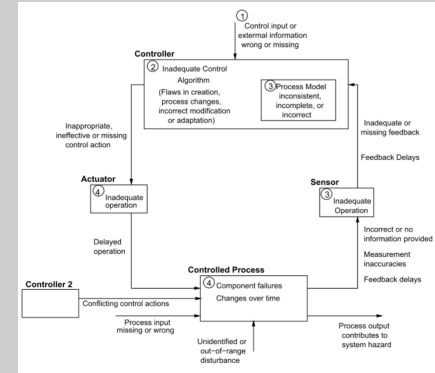 1
Control input or
external information
wrong or missing
Controller
2 Inadequate Control
Algorithm
(Flaws in creation,
process changes,
incorrect modification
or adaptation)
3 Process Model
inconsistent,
incomplete, or
incorrect
Inappropriate,
ineffective or missing
control action
Inadequate or
missing feedback
Feedback Delays
Actuator
4 Inadequate
operation
Sensor
3 Inadequate
Operation
Delayed
operation
Incorrect or no
information provided
Measurement
inaccuracies
Feedback delays
Controlled Process
4 Component failures
Changes over time
Controller 2
Conflicting control actions
Process input
missing or wrong
Unidentified or
out-of-range
disturbance
Process output
contributes to
system hazard